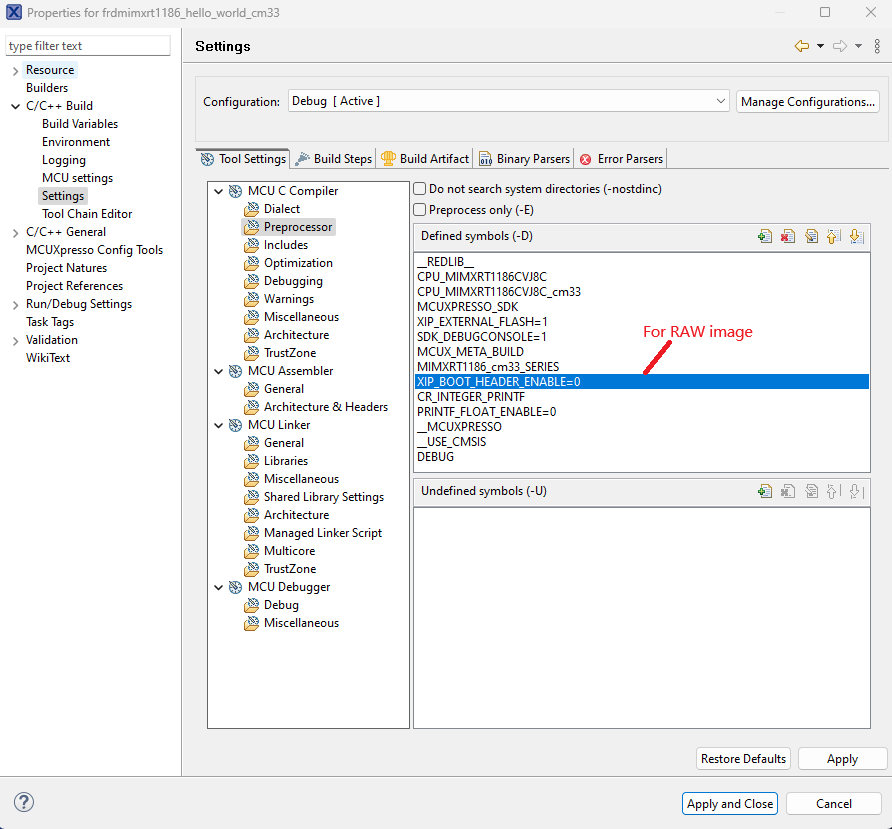 Properties for frdmimxrt1186_hello_world_cm33
type filter text
Resource
Builders
C/C++ Build
Build Variables
Environment
Logging
MCU settings
Settings
Tool Chain Editor
C/C++ General
MCUXpresso Config Tools
Project Natures
Project References
Run/Debug Settings
Task Tags
Validation
WikiText
Settings
Configuration:
Debug [ Active ]
Manage Configurations...
Tool Settings
Build Steps
Build Artifact
Binary Parsers
Error Parsers
MCU C Compiler
Dialect
Preprocessor
Includes
Optimization
Debugging
Warnings
Miscellaneous
Architecture
TrustZone
MCU Assembler
General
Architecture & Headers
MCU Linker
General
Libraries
Miscellaneous
Shared Library Settings
Architecture
Managed Linker Script
Multicore
TrustZone
MCU Debugger
Debug
Miscellaneous
Do not search system directories (-nostdinc)
Preprocess only (-E)
Defined symbols (-D)
__REDLIB__
CPU_MIMXRT1186CVJ8C
CPU_MIMXRT1186CVJ8C_cm33
MCUXPRESSO_SDK
XIP_EXTERNAL_FLASH=1
SDK_DEBUGCONSOLE=1
MCUX_META_BUILD
MIMXRT1186_cm33_SERIES
XIP_BOOT_HEADER_ENABLE=0
CR_INTEGER_PRINTF
PRINTF_FLOAT_ENABLE=0
__MCUXPRESSO
__USE_CMSIS
DEBUG
For RAW image
Undefined symbols (-U)
Restore Defaults
Apply
?
Apply and Close
Cancel